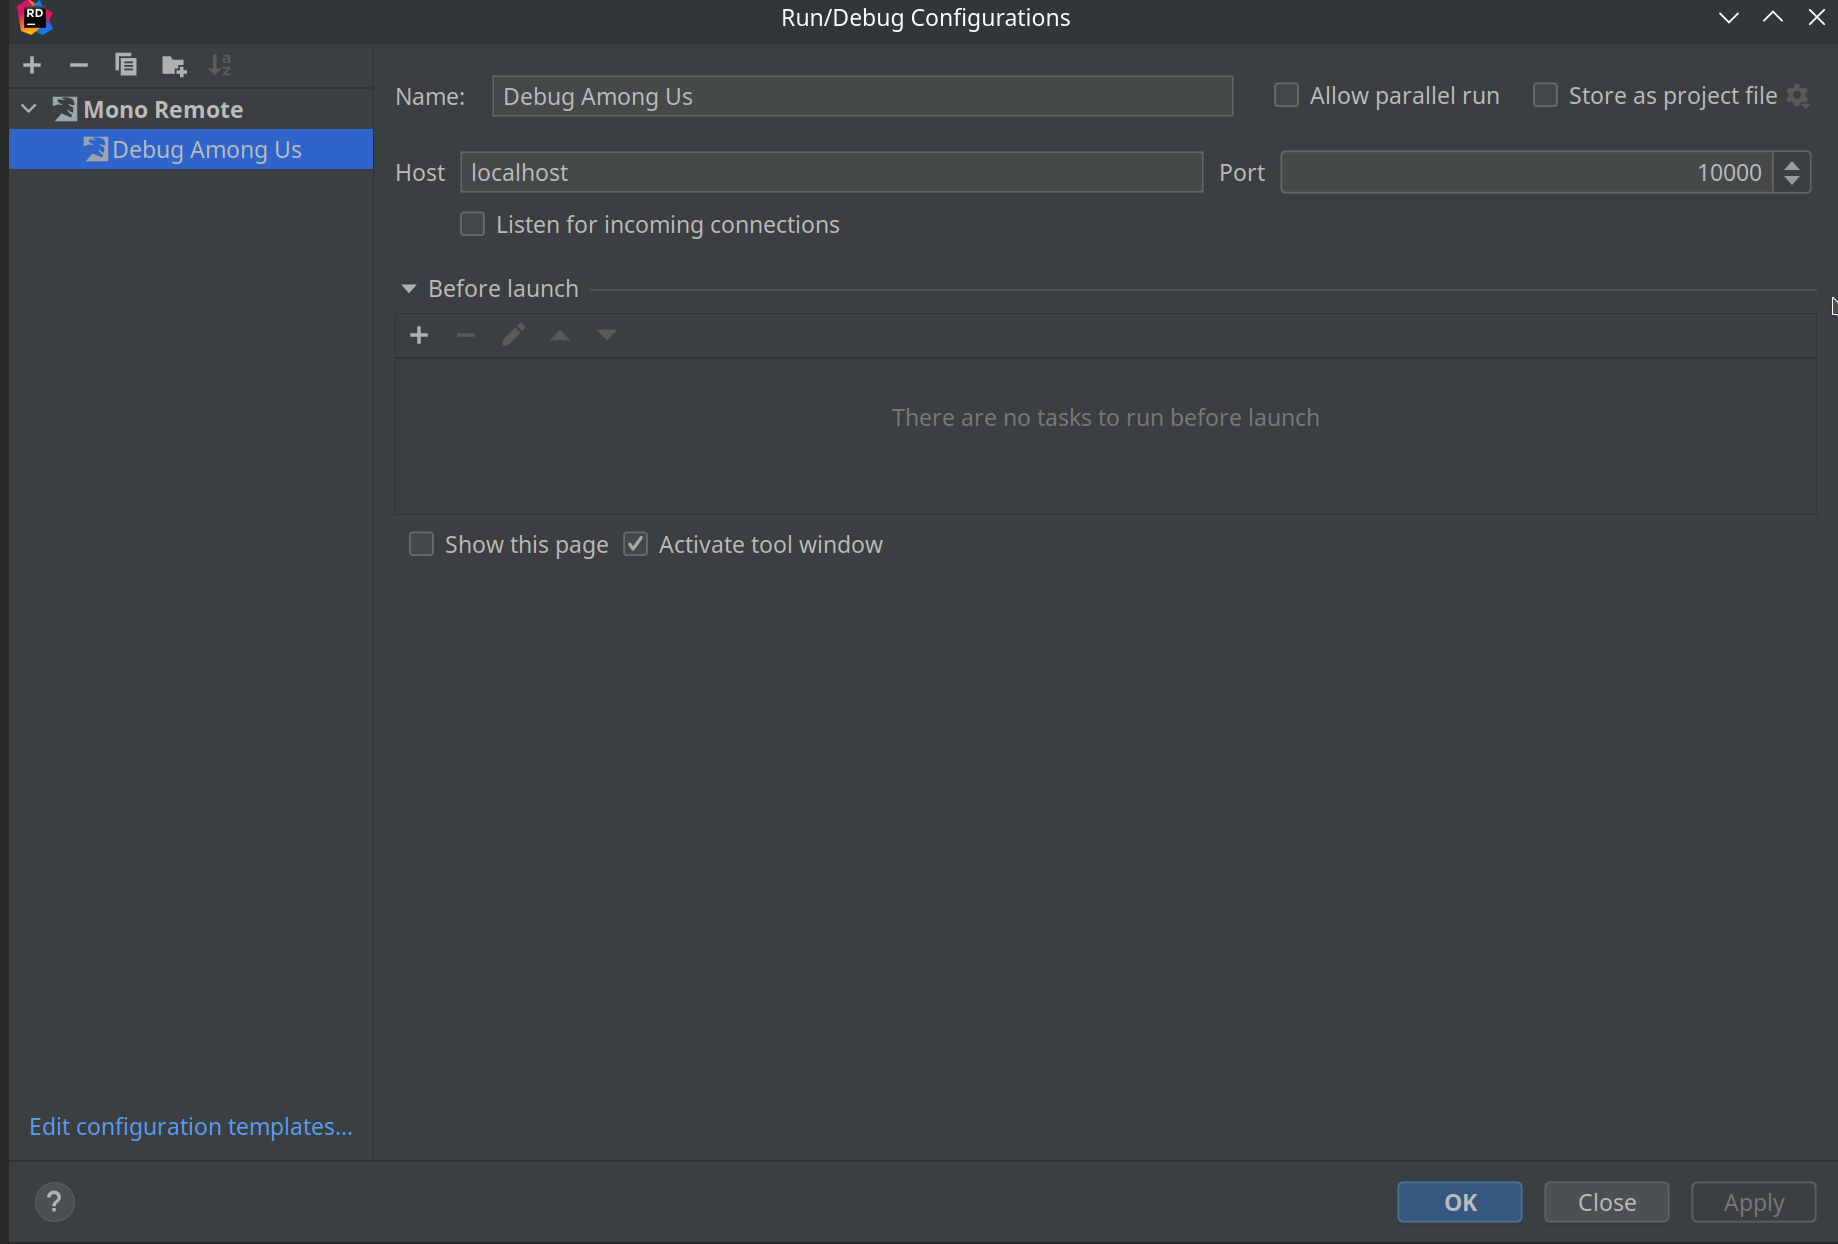 RD
Run/Debug Configurations
Mono Remote
Debug Among Us
Name: Debug Among Us
Allow parallel run
Store as project file
Host localhost
Port 10000
Listen for incoming connections
Before launch
There are no tasks to run before launch
Show this page
Activate tool window
Edit configuration templates...
?
OK
Close
Apply